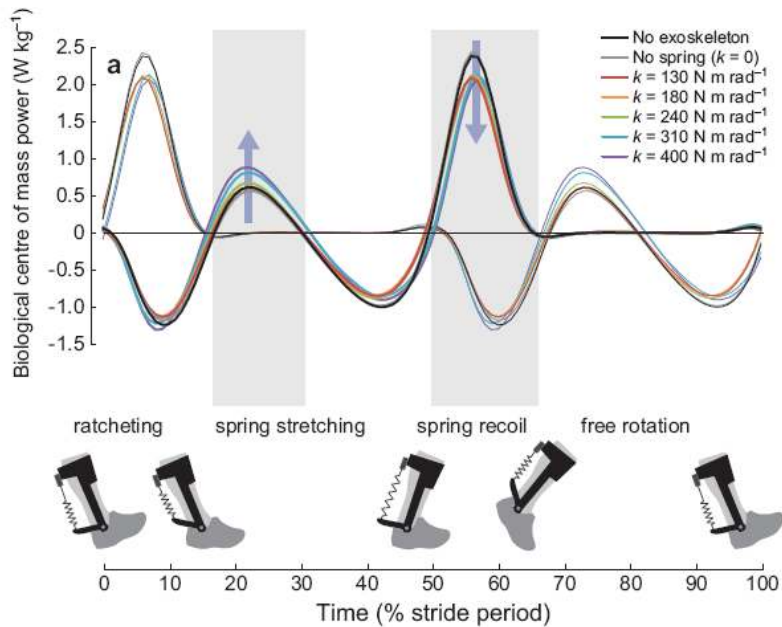 Biological centre of mass power (W kg⁻¹)
2.5
2.0
1.5
1.0
0.5
0
-0.5
-1.0
-1.5
a
No exoskeleton
No spring (k = 0)
k = 130 N m rad⁻¹
k = 180 N m rad⁻¹
k = 240 N m rad⁻¹
k = 310 N m rad⁻¹
k = 400 N m rad⁻¹
ratcheting spring stretching spring recoil free rotation
0 10 20 30 40 50 60 70 80 90 100
Time (% stride period)